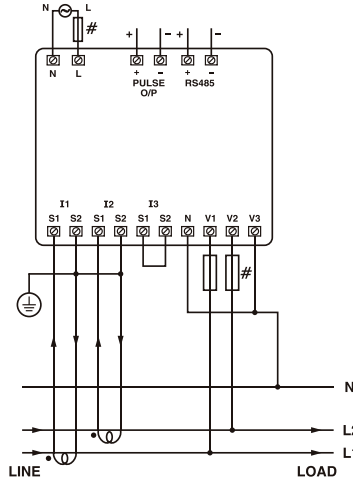 N L
#
+ - + -
N L + - + -
PULSE O/P RS485
I1 I2 I3
S1 S2 S1 S2 S1 S2 N V1 V2 V3
#
N
L2
L1
LINE LOAD